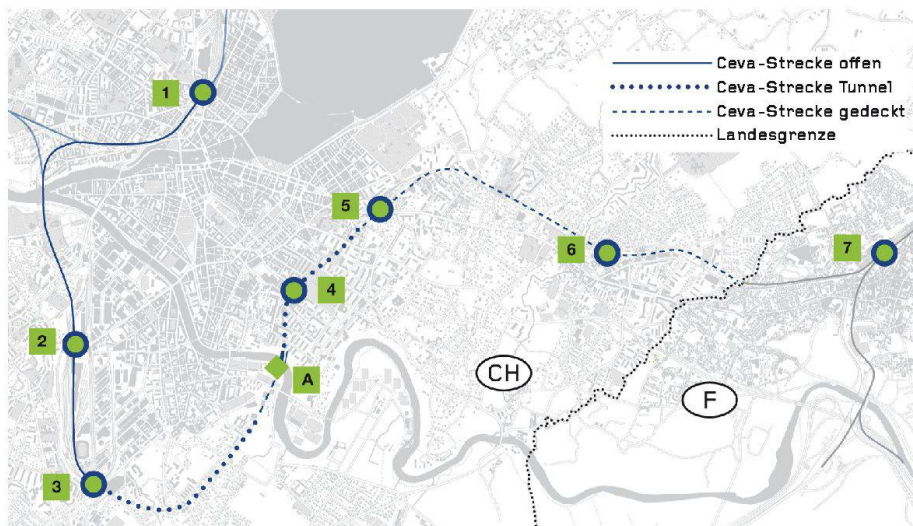 Ceva-Strecke offen
Ceva-Strecke Tunnel
Ceva-Strecke gedeckt
Landesgrenze
1
5
6
7
4
2
A
CH
F
3